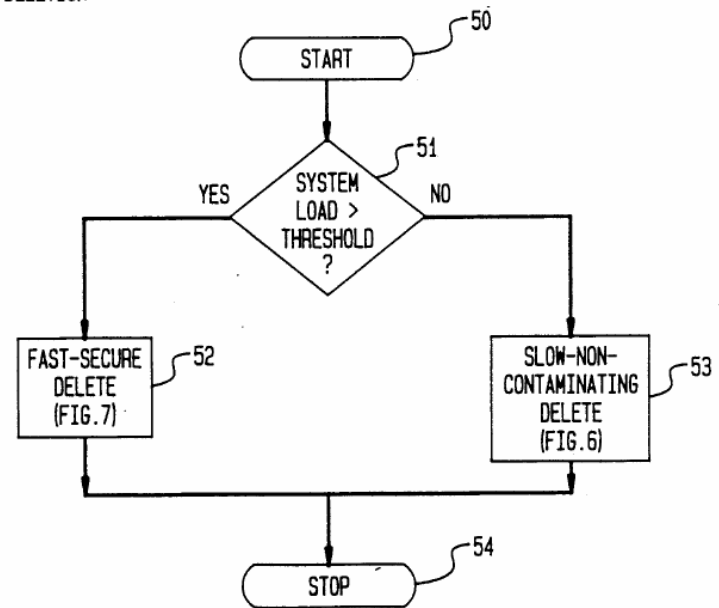 50
START
51
YES
SYSTEM
LOAD >
THRESHOLD
?
NO
FAST-SECURE
DELETE
(FIG.7)
52
SLOW-NON-
CONTAMINATING
DELETE
(FIG.6)
53
54
STOP